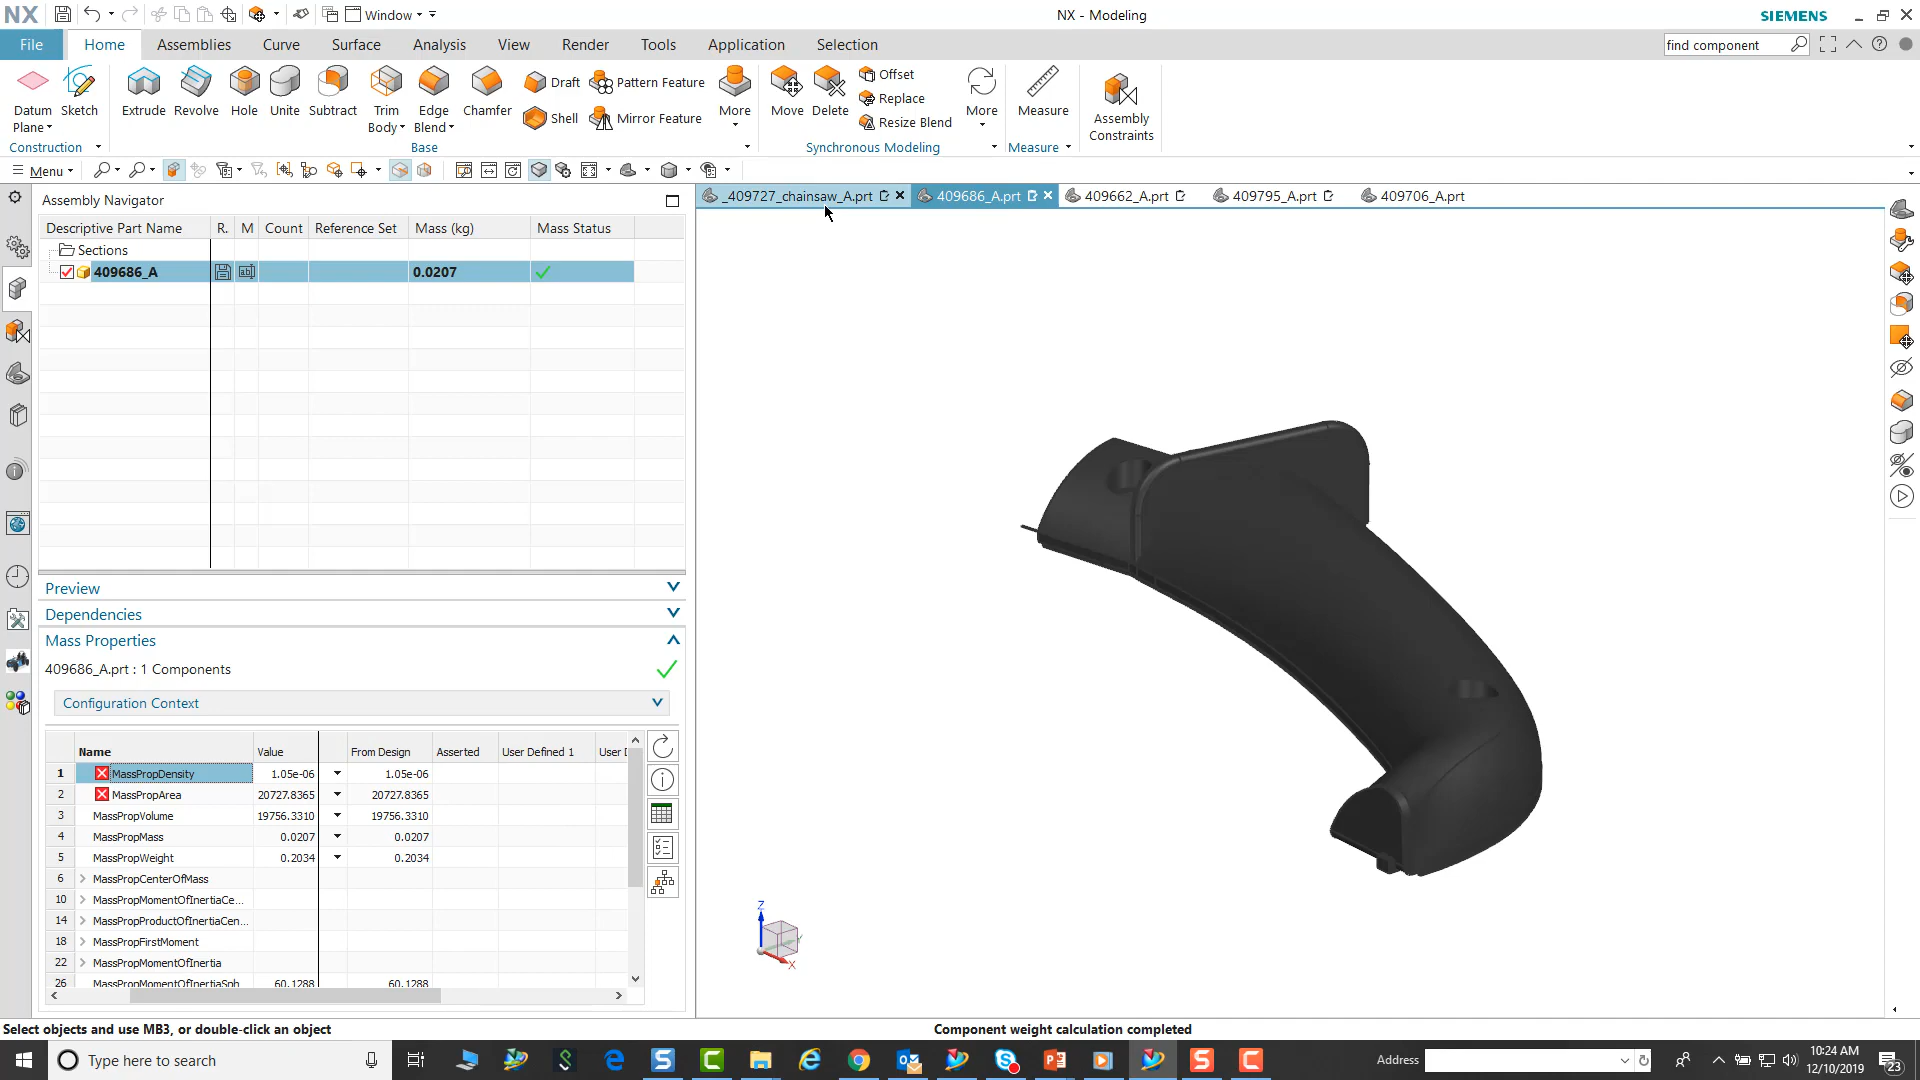 NX Window NX - Modeling SIEMENS
File Home Assemblies Curve Surface Analysis View Render Tools Application Selection find component
Datum Plane Sketch Extrude Revolve Hole Unite Subtract Trim Body Edge Blend Chamfer Draft Shell Pattern Feature Mirror Feature More Move Delete Offset Replace Resize Blend More Measure Assembly Constraints
Construction Base Synchronous Modeling Measure
Menu
Assembly Navigator _409727_chainsaw_A.prt 409686_A.prt 409662_A.prt 409795_A.prt 409706_A.prt
Descriptive Part Name R. M Count Reference Set Mass (kg) Mass Status
Sections
409686_A 0.0207
Preview
Dependencies
Mass Properties
409686_A.prt : 1 Components
Configuration Context
Name Value From Design Asserted User Defined 1
1 MassPropDensity 1.05e-06 1.05e-06
2 MassPropArea 20727.8365 20727.8365
3 MassPropVolume 19756.3310 19756.3310
4 MassPropMass 0.0207 0.0207
5 MassPropWeight 0.2034 0.2034
6 MassPropCenterOfMass
10 MassPropMomentOfInertiaCe...
14 MassPropProductOfInertiaCen...
18 MassPropFirstMoment
22 MassPropMomentOfInertia
26 MassPropMomentOfInertiaSph 60.1288 60.1288
Z
X
Select objects and use MB3, or double-click an object Component weight calculation completed
Type here to search Address 10:24 AM
12/10/2019 23